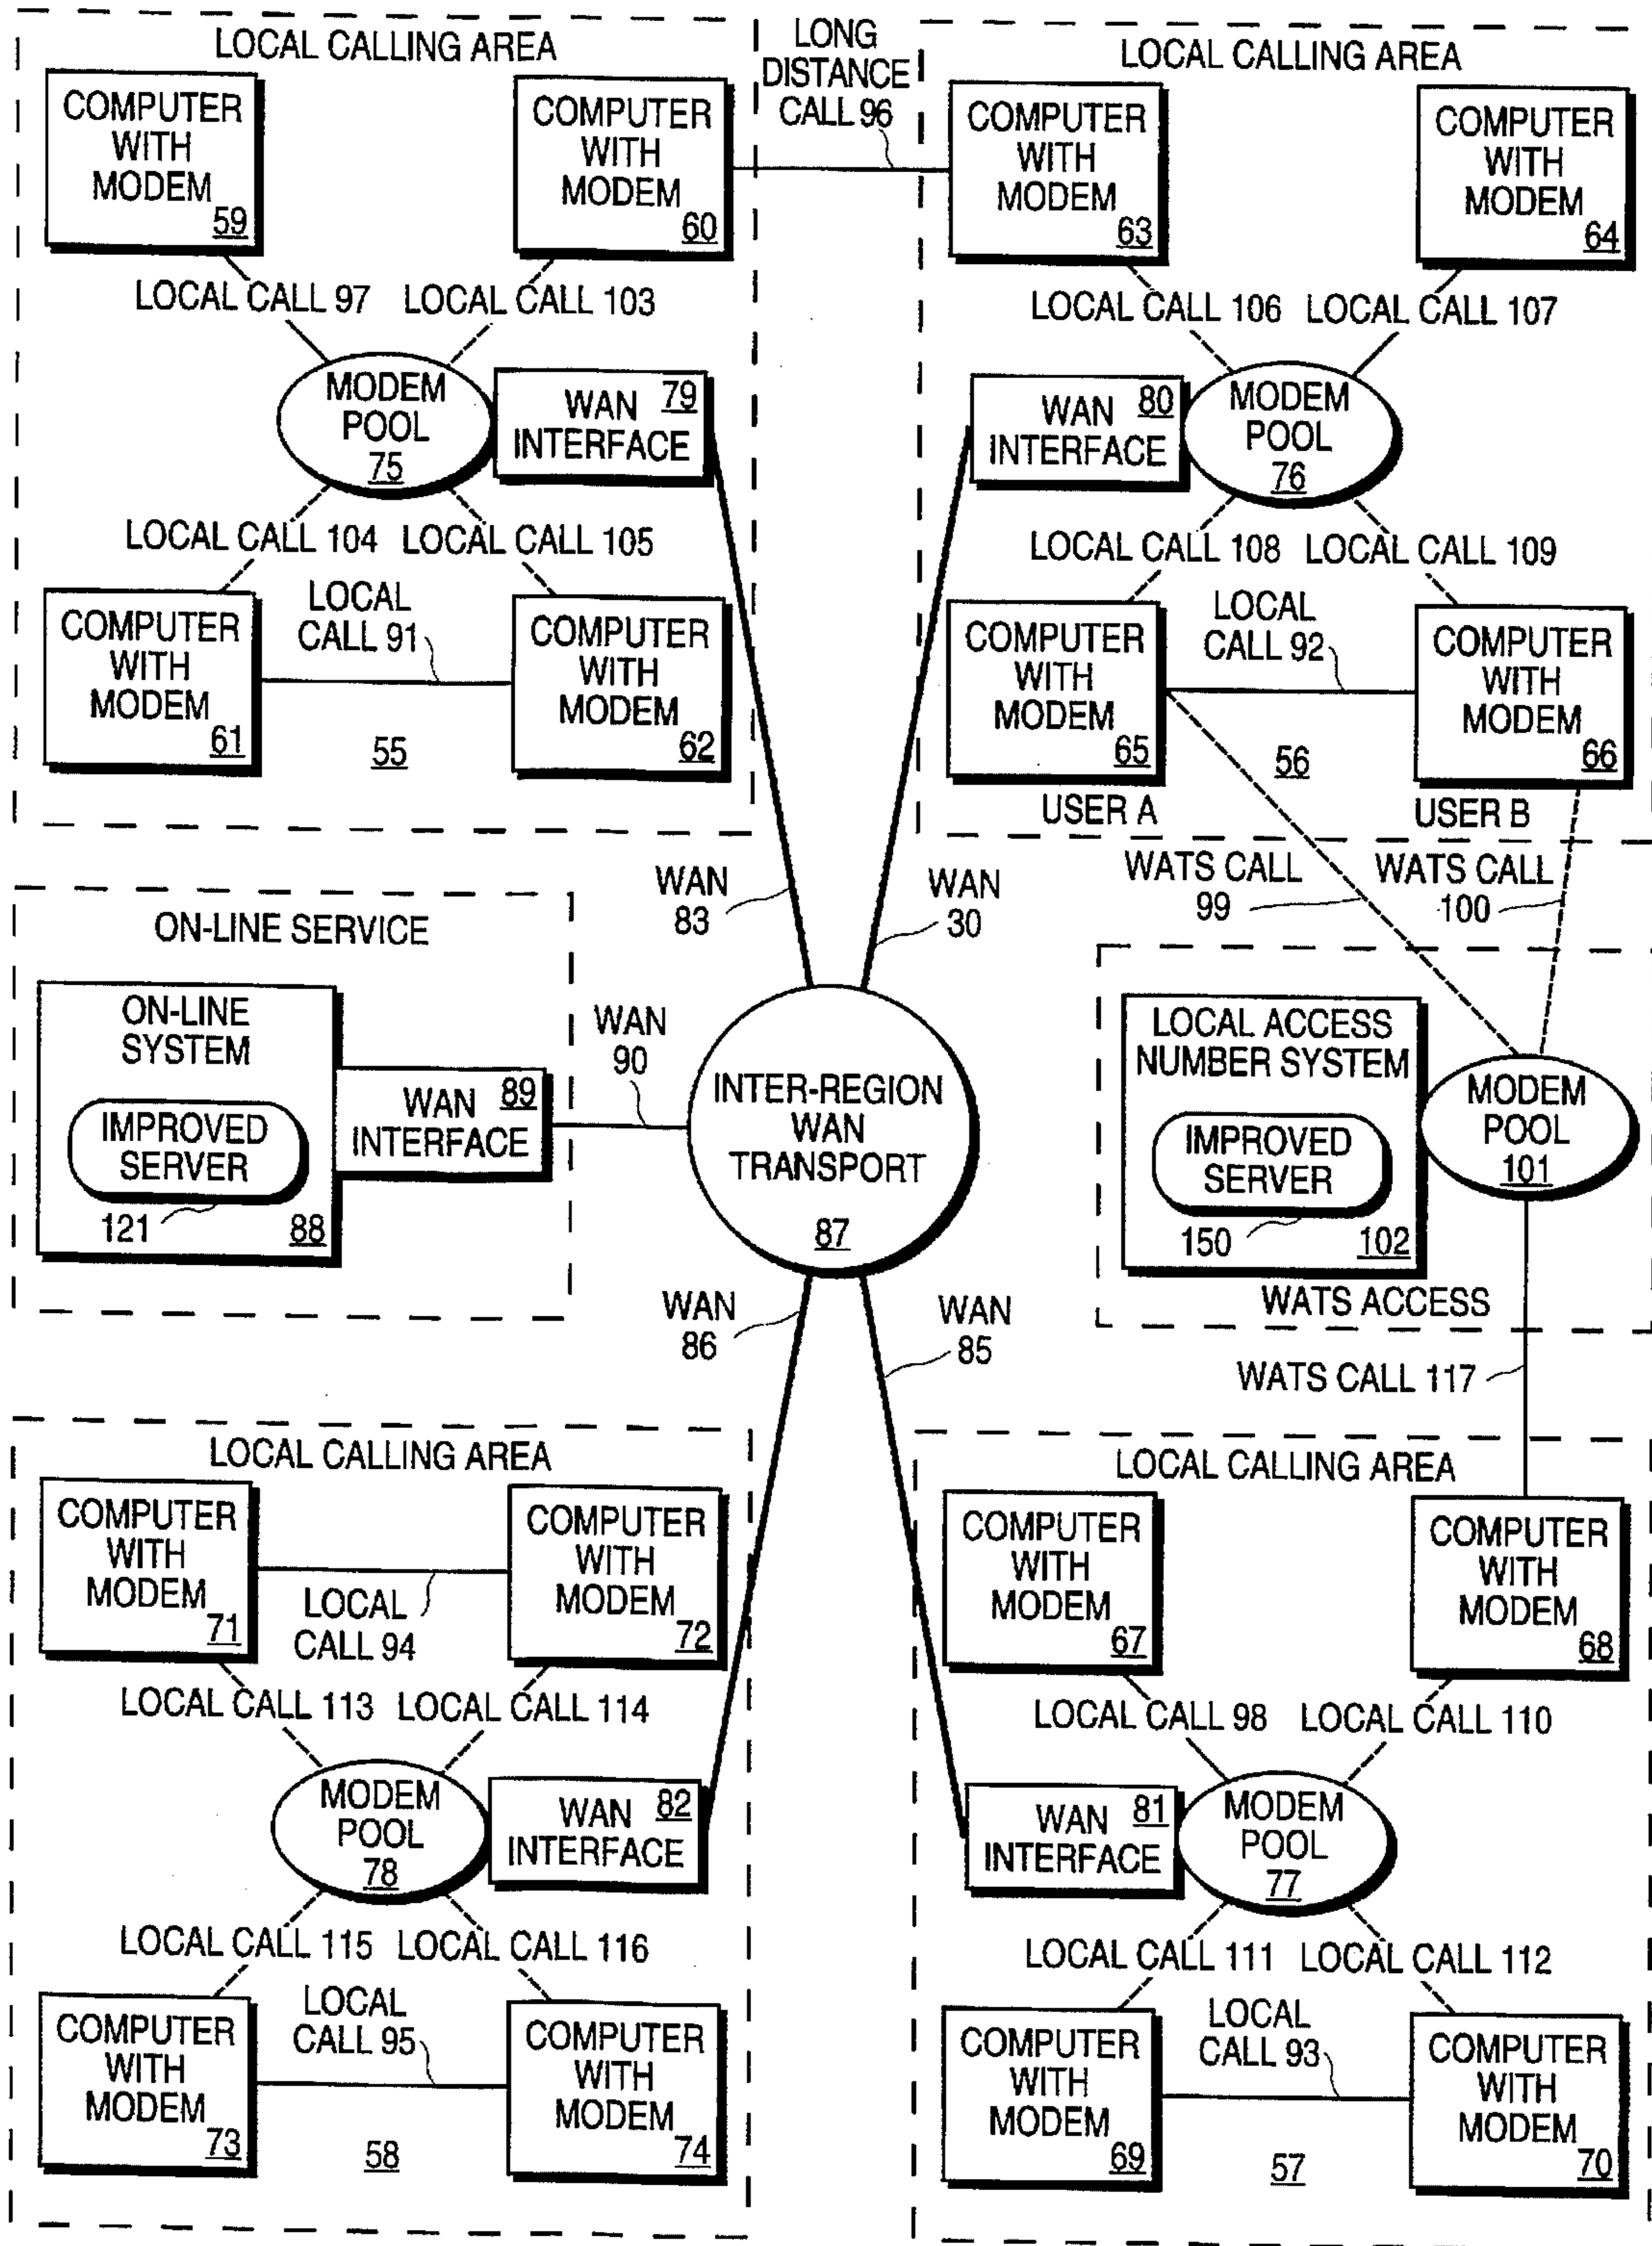 LOCAL CALLING AREA
COMPUTER
WITH
MODEM
59
COMPUTER
WITH
MODEM
60
LONG
DISTANCE
CALL 96
LOCAL CALLING AREA
COMPUTER
WITH
MODEM
63
COMPUTER
WITH
MODEM
64
LOCAL CALL 97
LOCAL CALL 103
MODEM
POOL
75
WAN 79
INTERFACE
LOCAL CALL 104
LOCAL CALL 105
COMPUTER
WITH
MODEM
61
LOCAL
CALL 91
55
COMPUTER
WITH
MODEM
62
LOCAL CALL 106
LOCAL CALL 107
WAN 80
INTERFACE
MODEM
POOL
76
LOCAL CALL 108
LOCAL CALL 109
COMPUTER
WITH
MODEM
65
USER A
LOCAL
CALL 92
56
COMPUTER
WITH
MODEM
66
USER B
WAN
83
WAN
30
WATS CALL
99
WATS CALL
100
ON-LINE SERVICE
ON-LINE
SYSTEM
IMPROVED
SERVER
121
88
WAN 89
INTERFACE
WAN
90
INTER-REGION
WAN
TRANSPORT
87
LOCAL ACCESS
NUMBER SYSTEM
IMPROVED
SERVER
150
102
MODEM
POOL
101
WATS ACCESS
WAN
86
WAN
85
WATS CALL 117
LOCAL CALLING AREA
COMPUTER
WITH
MODEM
71
LOCAL
CALL 94
COMPUTER
WITH
MODEM
72
LOCAL CALL 113
LOCAL CALL 114
MODEM
POOL
78
WAN 82
INTERFACE
LOCAL CALL 115
LOCAL CALL 116
COMPUTER
WITH
MODEM
73
LOCAL
CALL 95
58
COMPUTER
WITH
MODEM
74
LOCAL CALLING AREA
COMPUTER
WITH
MODEM
67
COMPUTER
WITH
MODEM
68
LOCAL CALL 98
LOCAL CALL 110
WAN 81
INTERFACE
MODEM
POOL
77
LOCAL CALL 111
LOCAL CALL 112
COMPUTER
WITH
MODEM
69
LOCAL
CALL 93
57
COMPUTER
WITH
MODEM
70